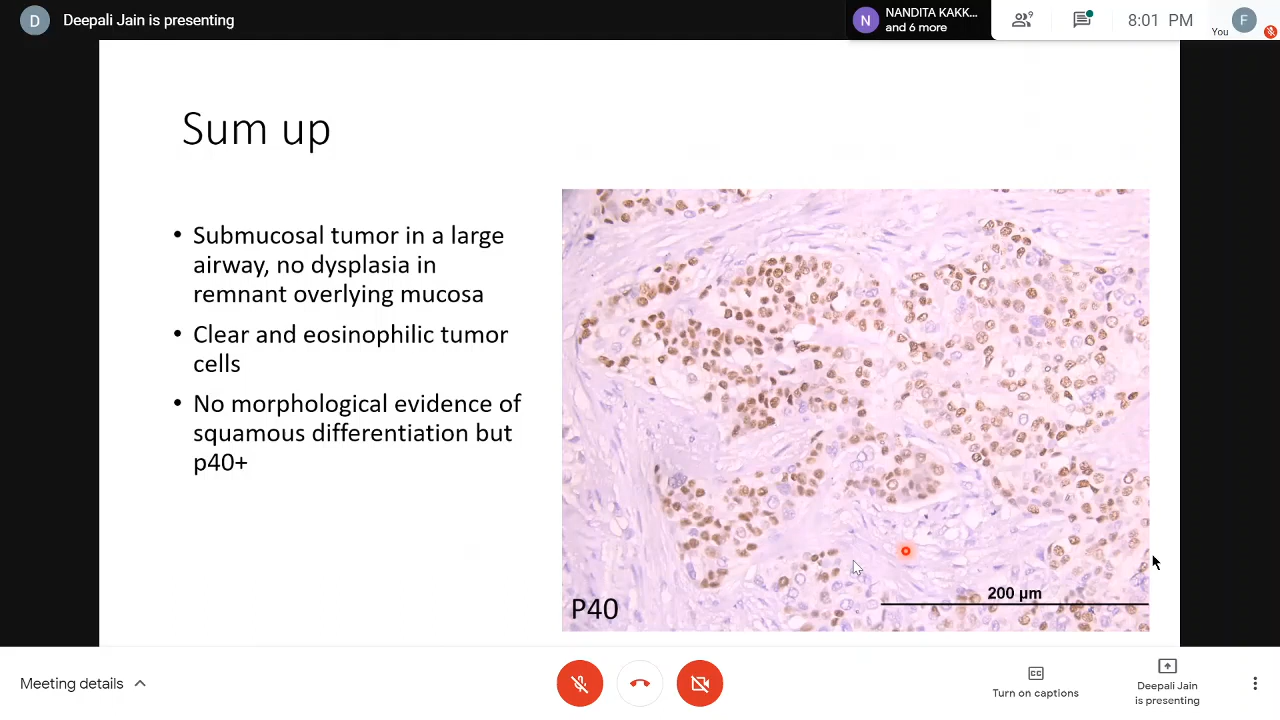 D Deepali Jain is presenting
N NANDITA KAKK...
and 6 more
9
8:01 PM
You
F
Sum up
• Submucosal tumor in a large
airway, no dysplasia in
remnant overlying mucosa
• Clear and eosinophilic tumor
cells
• No morphological evidence of
squamous differentiation but
p40+
P40
200 µm
Meeting details
CC
Turn on captions
Deepali Jain
is presenting